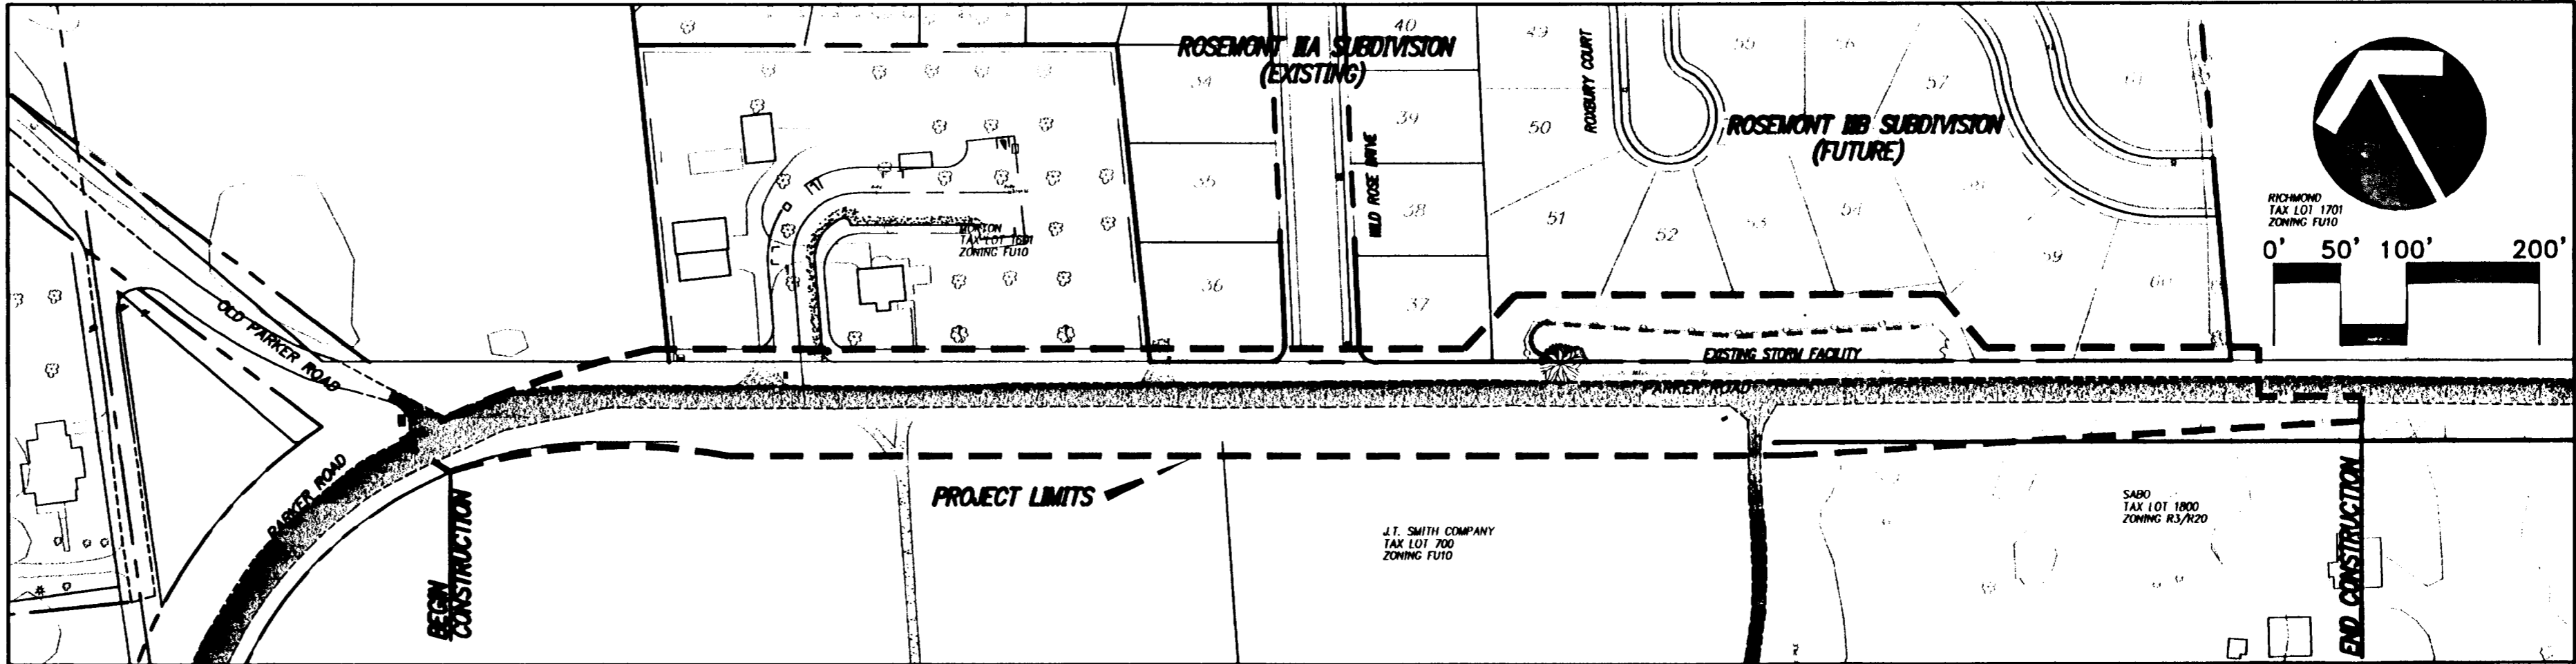 ROSEMONT IIA SUBDIVISION
(EXISTING)
40
34
39
35
38
36
37
WILD ROSE DRIVE
49
50
51
52
53
54
55
56
57
58
59
60
61
ROXBURY COURT
ROSEMONT IIB SUBDIVISION
(FUTURE)
RICHMOND
TAX LOT 1701
ZONING FU10
0' 50' 100' 200'
MORTON
TAX LOT 1601
ZONING FU10
OLD PARKER ROAD
EXISTING STORM FACILITY
PARKER ROAD
PARKER ROAD
BEGIN
CONSTRUCTION
PROJECT LIMITS
J.T. SMITH COMPANY
TAX LOT 700
ZONING FU10
SABO
TAX LOT 1800
ZONING R3/R20
END CONSTRUCTION